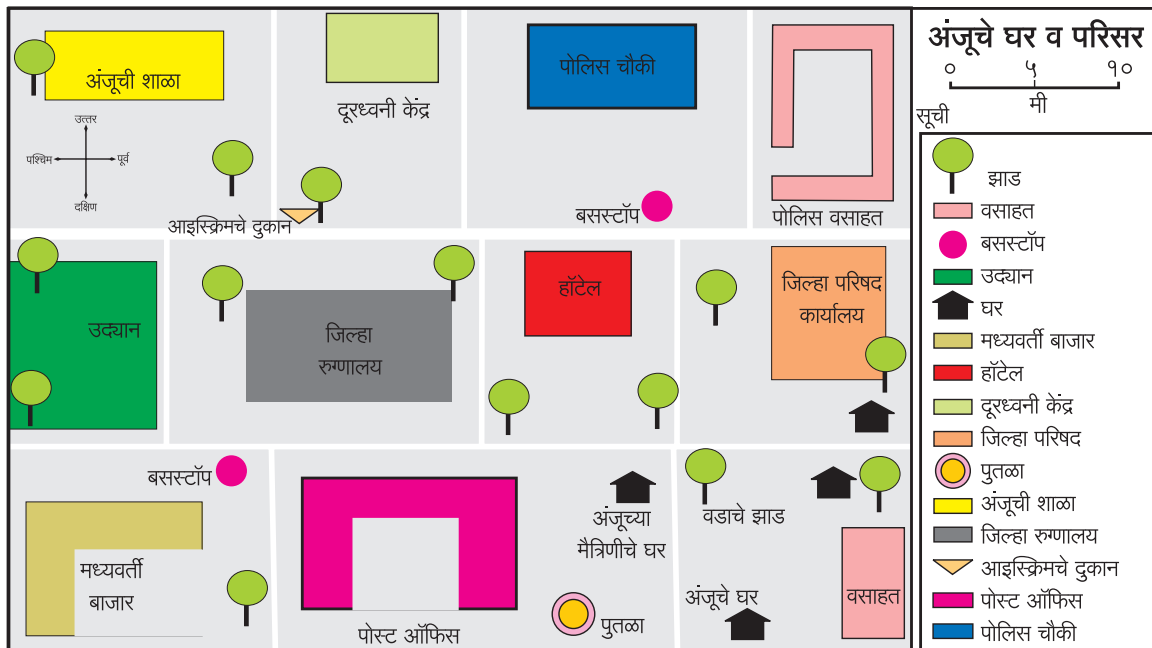 अंजूची शाळा
दूरध्वनी केंद्र
पोलिस चौकी
उत्तर
पश्चिम
पूर्व
दक्षिण
आइस्क्रिमचे दुकान
बसस्टॉप
पोलिस वसाहत
उद्यान
जिल्हा
रुग्णालय
हॉटेल
जिल्हा परिषद
कार्यालय
बसस्टॉप
मध्यवर्ती
बाजार
पोस्ट ऑफिस
अंजूच्या
मैत्रिणीचे घर
पुतळा
वडाचे झाड
अंजूचे घर
वसाहत
अंजूचे घर व परिसर
० ५ १०
मी
सूची
झाड
वसाहत
बसस्टॉप
उद्यान
घर
मध्यवर्ती बाजार
हॉटेल
दूरध्वनी केंद्र
जिल्हा परिषद
पुतळा
अंजूची शाळा
जिल्हा रुग्णालय
आइस्क्रिमचे दुकान
पोस्ट ऑफिस
पोलिस चौकी